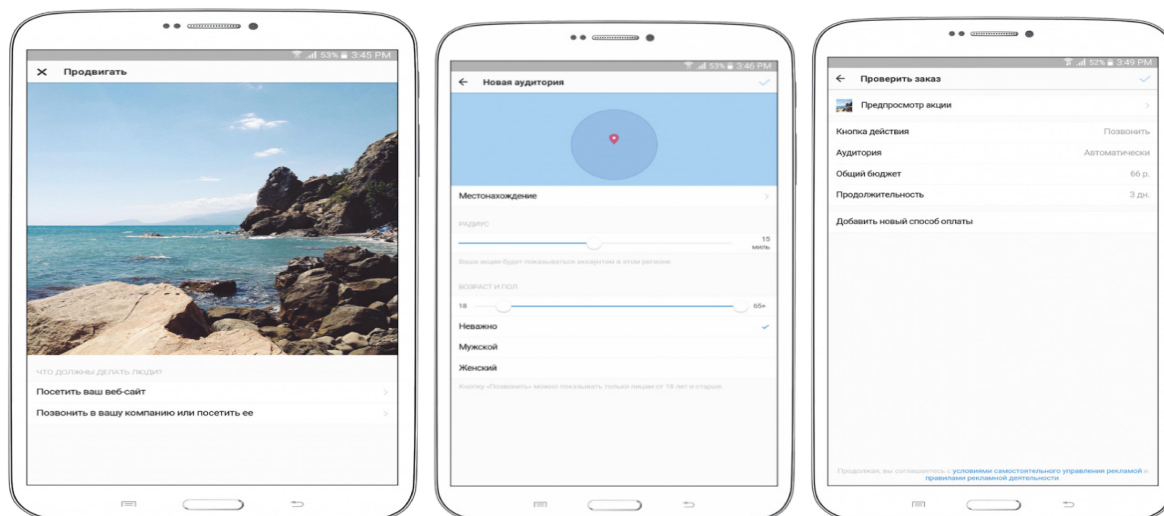 53% 3:45 PM
Продвигать
ЧТО ДОЛЖНЫ ДЕЛАТЬ ЛЮДИ?
Посетить ваш веб-сайт
Позвонить в вашу компанию или посетить ее
53% 3:46 PM
Новая аудитория
Местонахождение
РАДИУС
15
миль
Ваша акция будет показываться аккаунтам в этом регионе.
ВОЗРАСТ И ПОЛ
18 65+
Неважно
Мужской
Женский
Кнопку «Позвонить» можно показывать только лицам от 18 лет и старше.
52% 3:49 PM
Проверить заказ
Предпросмотр акции
Кнопка действия Позвонить
Аудитория Автоматически
Общий бюджет 66 р.
Продолжительность 3 дн.
Добавить новый способ оплаты
Продолжая, вы соглашаетесь с условиями самостоятельного управления рекламой и
правилами рекламной деятельности